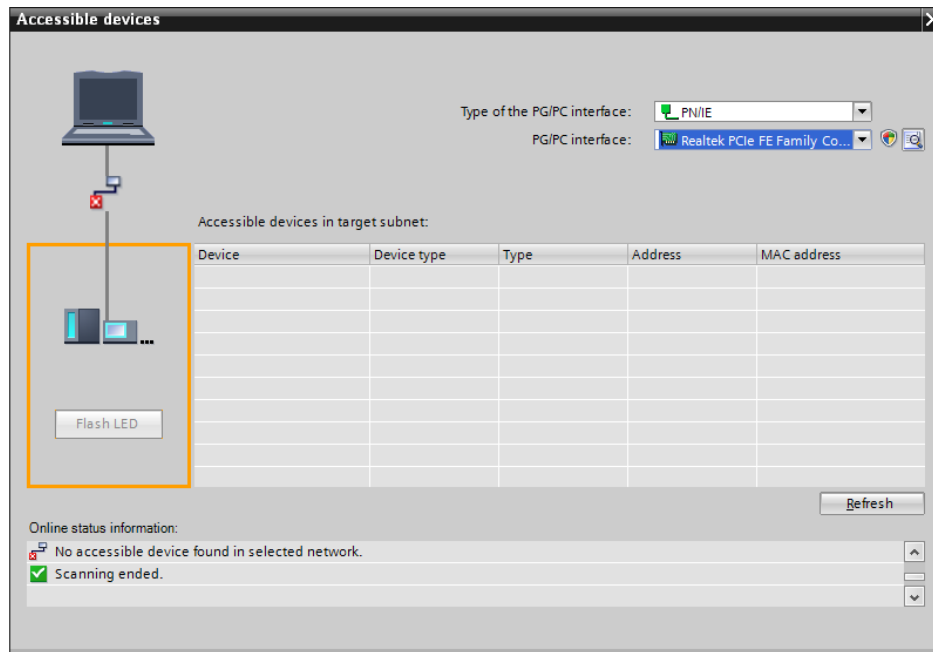 Accessible devices
Type of the PG/PC interface: PN/IE
PG/PC interface: Realtek PCIe FE Family Co...
Accessible devices in target subnet:
Device Device type Type Address MAC address
Flash LED
Refresh
Online status information:
No accessible device found in selected network.
Scanning ended.